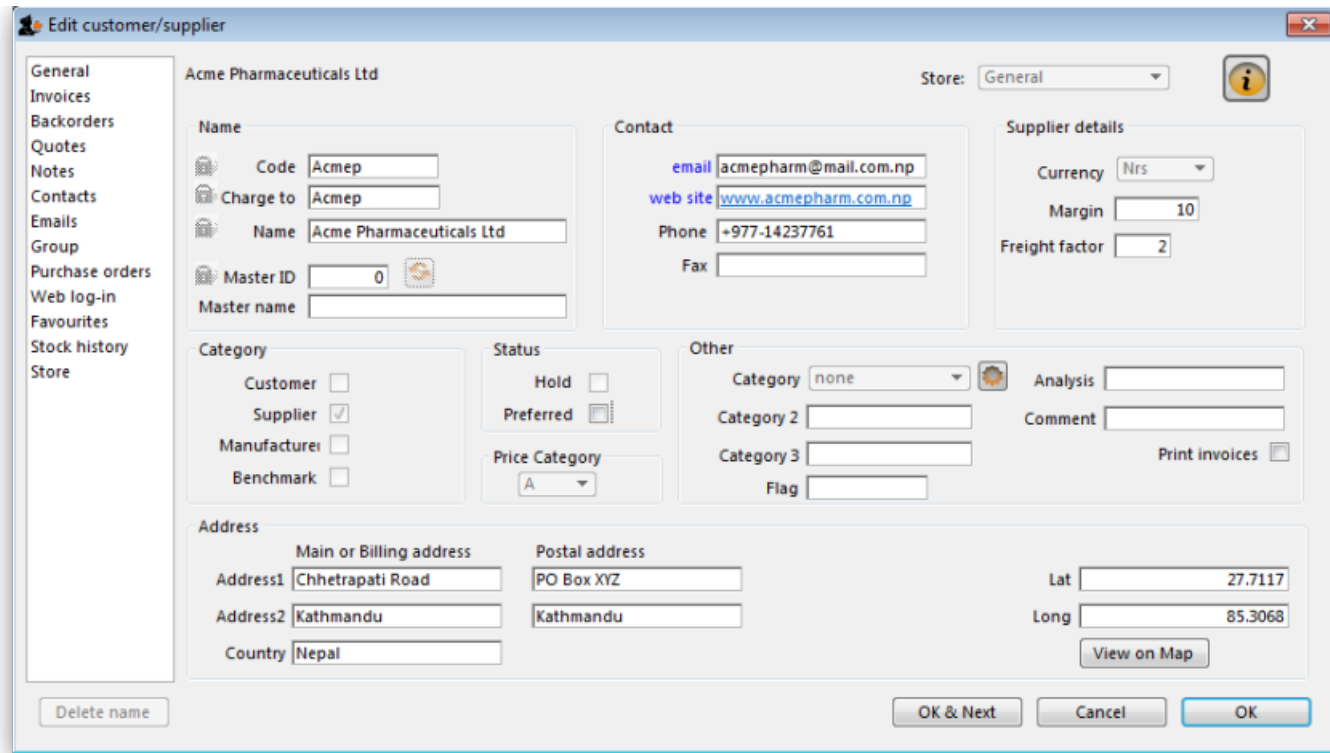 Edit customer/supplier
General
Invoices
Backorders
Quotes
Notes
Contacts
Emails
Group
Purchase orders
Web log-in
Favourites
Stock history
Store
Acme Pharmaceuticals Ltd
Store: General
Name
Code Acmep
Charge to Acmep
Name Acme Pharmaceuticals Ltd
Master ID 0
Master name
Contact
email acmepharm@mail.com.np
web site www.acmepharm.com.np
Phone +977-14237761
Fax
Supplier details
Currency Nrs
Margin 10
Freight factor 2
Category
Customer
Supplier
Manufacturer
Benchmark
Status
Hold
Preferred
Price Category
A
Other
Category none
Category 2
Category 3
Flag
Analysis
Comment
Print invoices
Address
Main or Billing address Postal address
Address1 Chhetrapati Road PO Box XYZ
Address2 Kathmandu Kathmandu
Country Nepal
Lat 27.7117
Long 85.3068
View on Map
Delete name
OK & Next
Cancel
OK